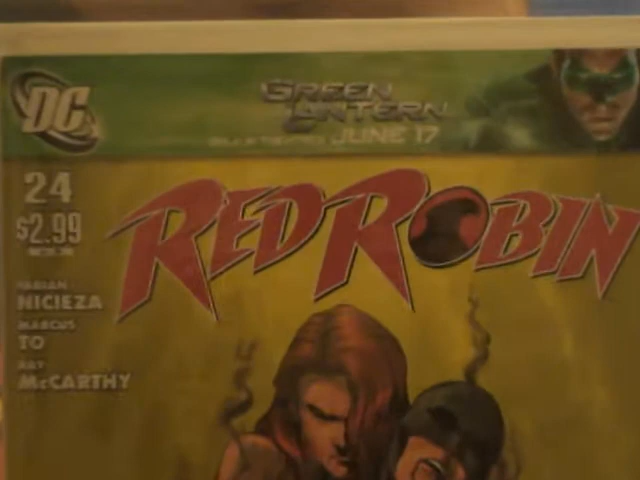 DC
GREEN
LANTERN
JUNE 17
24
$2.99
RED ROBIN
FABIAN
NICIEZA
MARCUS
TO
RAY
McCARTHY